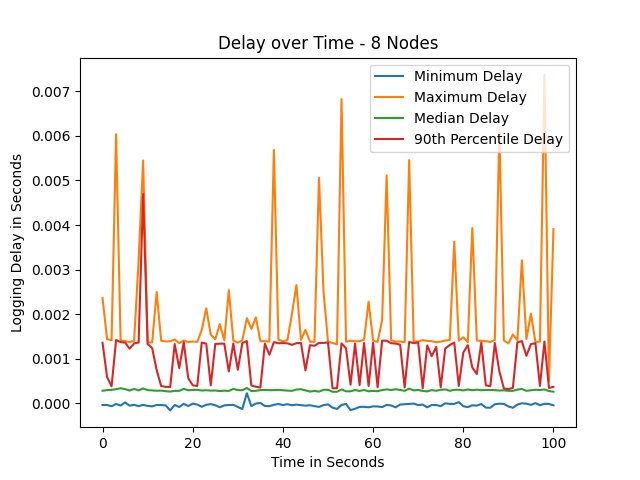 Delay over Time - 8 Nodes
Minimum Delay
Maximum Delay
Median Delay
90th Percentile Delay
Logging Delay in Seconds
0.007
0.006
0.005
0.004
0.003
0.002
0.001
0.000
0 20 40 60 80 100
Time in Seconds